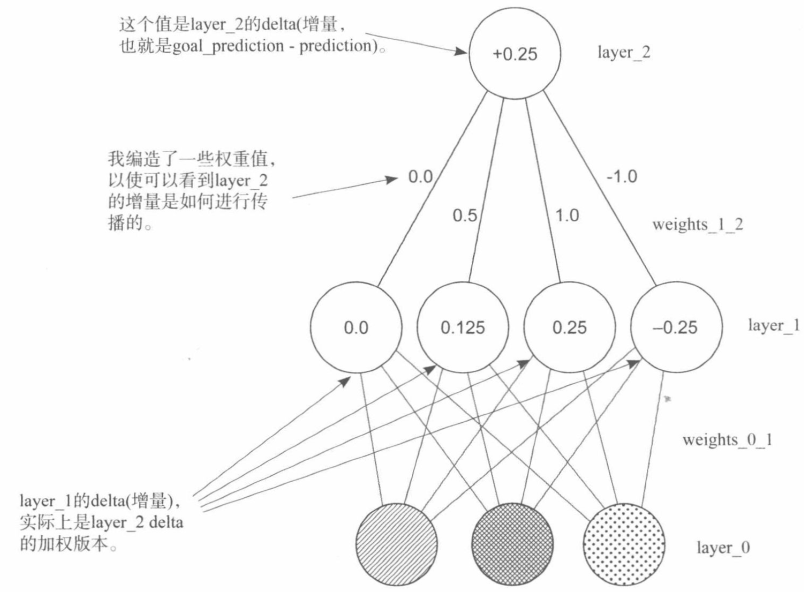 这个值是layer_2的delta(增量，
也就是goal_prediction - prediction)。
+0.25
layer_2
我编造了一些权重值，
以使可以看到layer_2
的增量是如何进行传
播的。
0.0
-1.0
0.5
1.0
weights_1_2
0.0
0.125
0.25
–0.25
layer_1
weights_0_1
layer_1的delta(增量)，
实际上是layer_2 delta
的加权版本。
layer_0